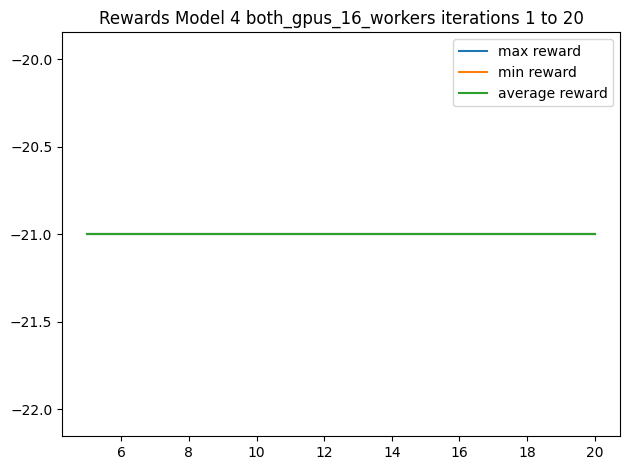 Rewards Model 4 both_gpus_16_workers iterations 1 to 20
max reward
min reward
average reward
−20.0
−20.5
−21.0
−21.5
−22.0
6 8 10 12 14 16 18 20